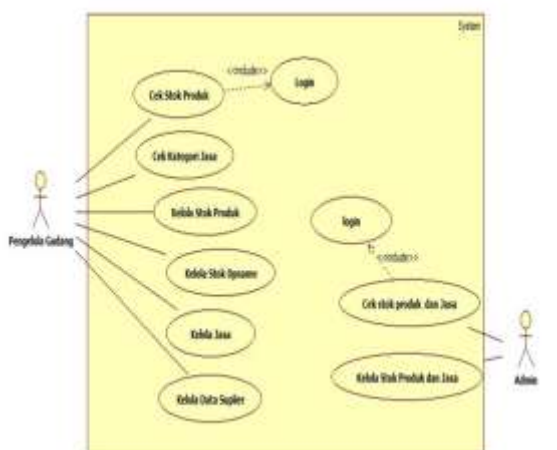 System
Cek Stok Produk
<<include>>
Login
Cek Kategori Jasa
Kelola Stok Produk
Kelola Stok Opname
Kelola Jasa
Kelola Data Suplier
Pengelola Gudang
login
<<include>>
Cek stok produk dan Jasa
Kelola Stok Produk dan Jasa
Admin